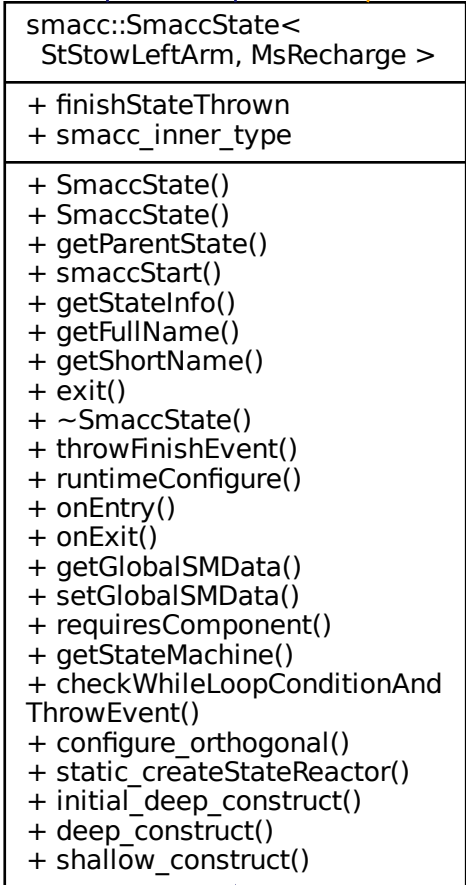 smacc::SmaccState<
StStowLeftArm, MsRecharge >
+ finishStateThrown
+ smacc_inner_type
+ SmaccState()
+ SmaccState()
+ getParentState()
+ smaccStart()
+ getStateInfo()
+ getFullName()
+ getShortName()
+ exit()
+ ~SmaccState()
+ throwFinishEvent()
+ runtimeConfigure()
+ onEntry()
+ onExit()
+ getGlobalSMData()
+ setGlobalSMData()
+ requiresComponent()
+ getStateMachine()
+ checkWhileLoopConditionAnd
ThrowEvent()
+ configure_orthogonal()
+ static_createStateReactor()
+ initial_deep_construct()
+ deep_construct()
+ shallow_construct()